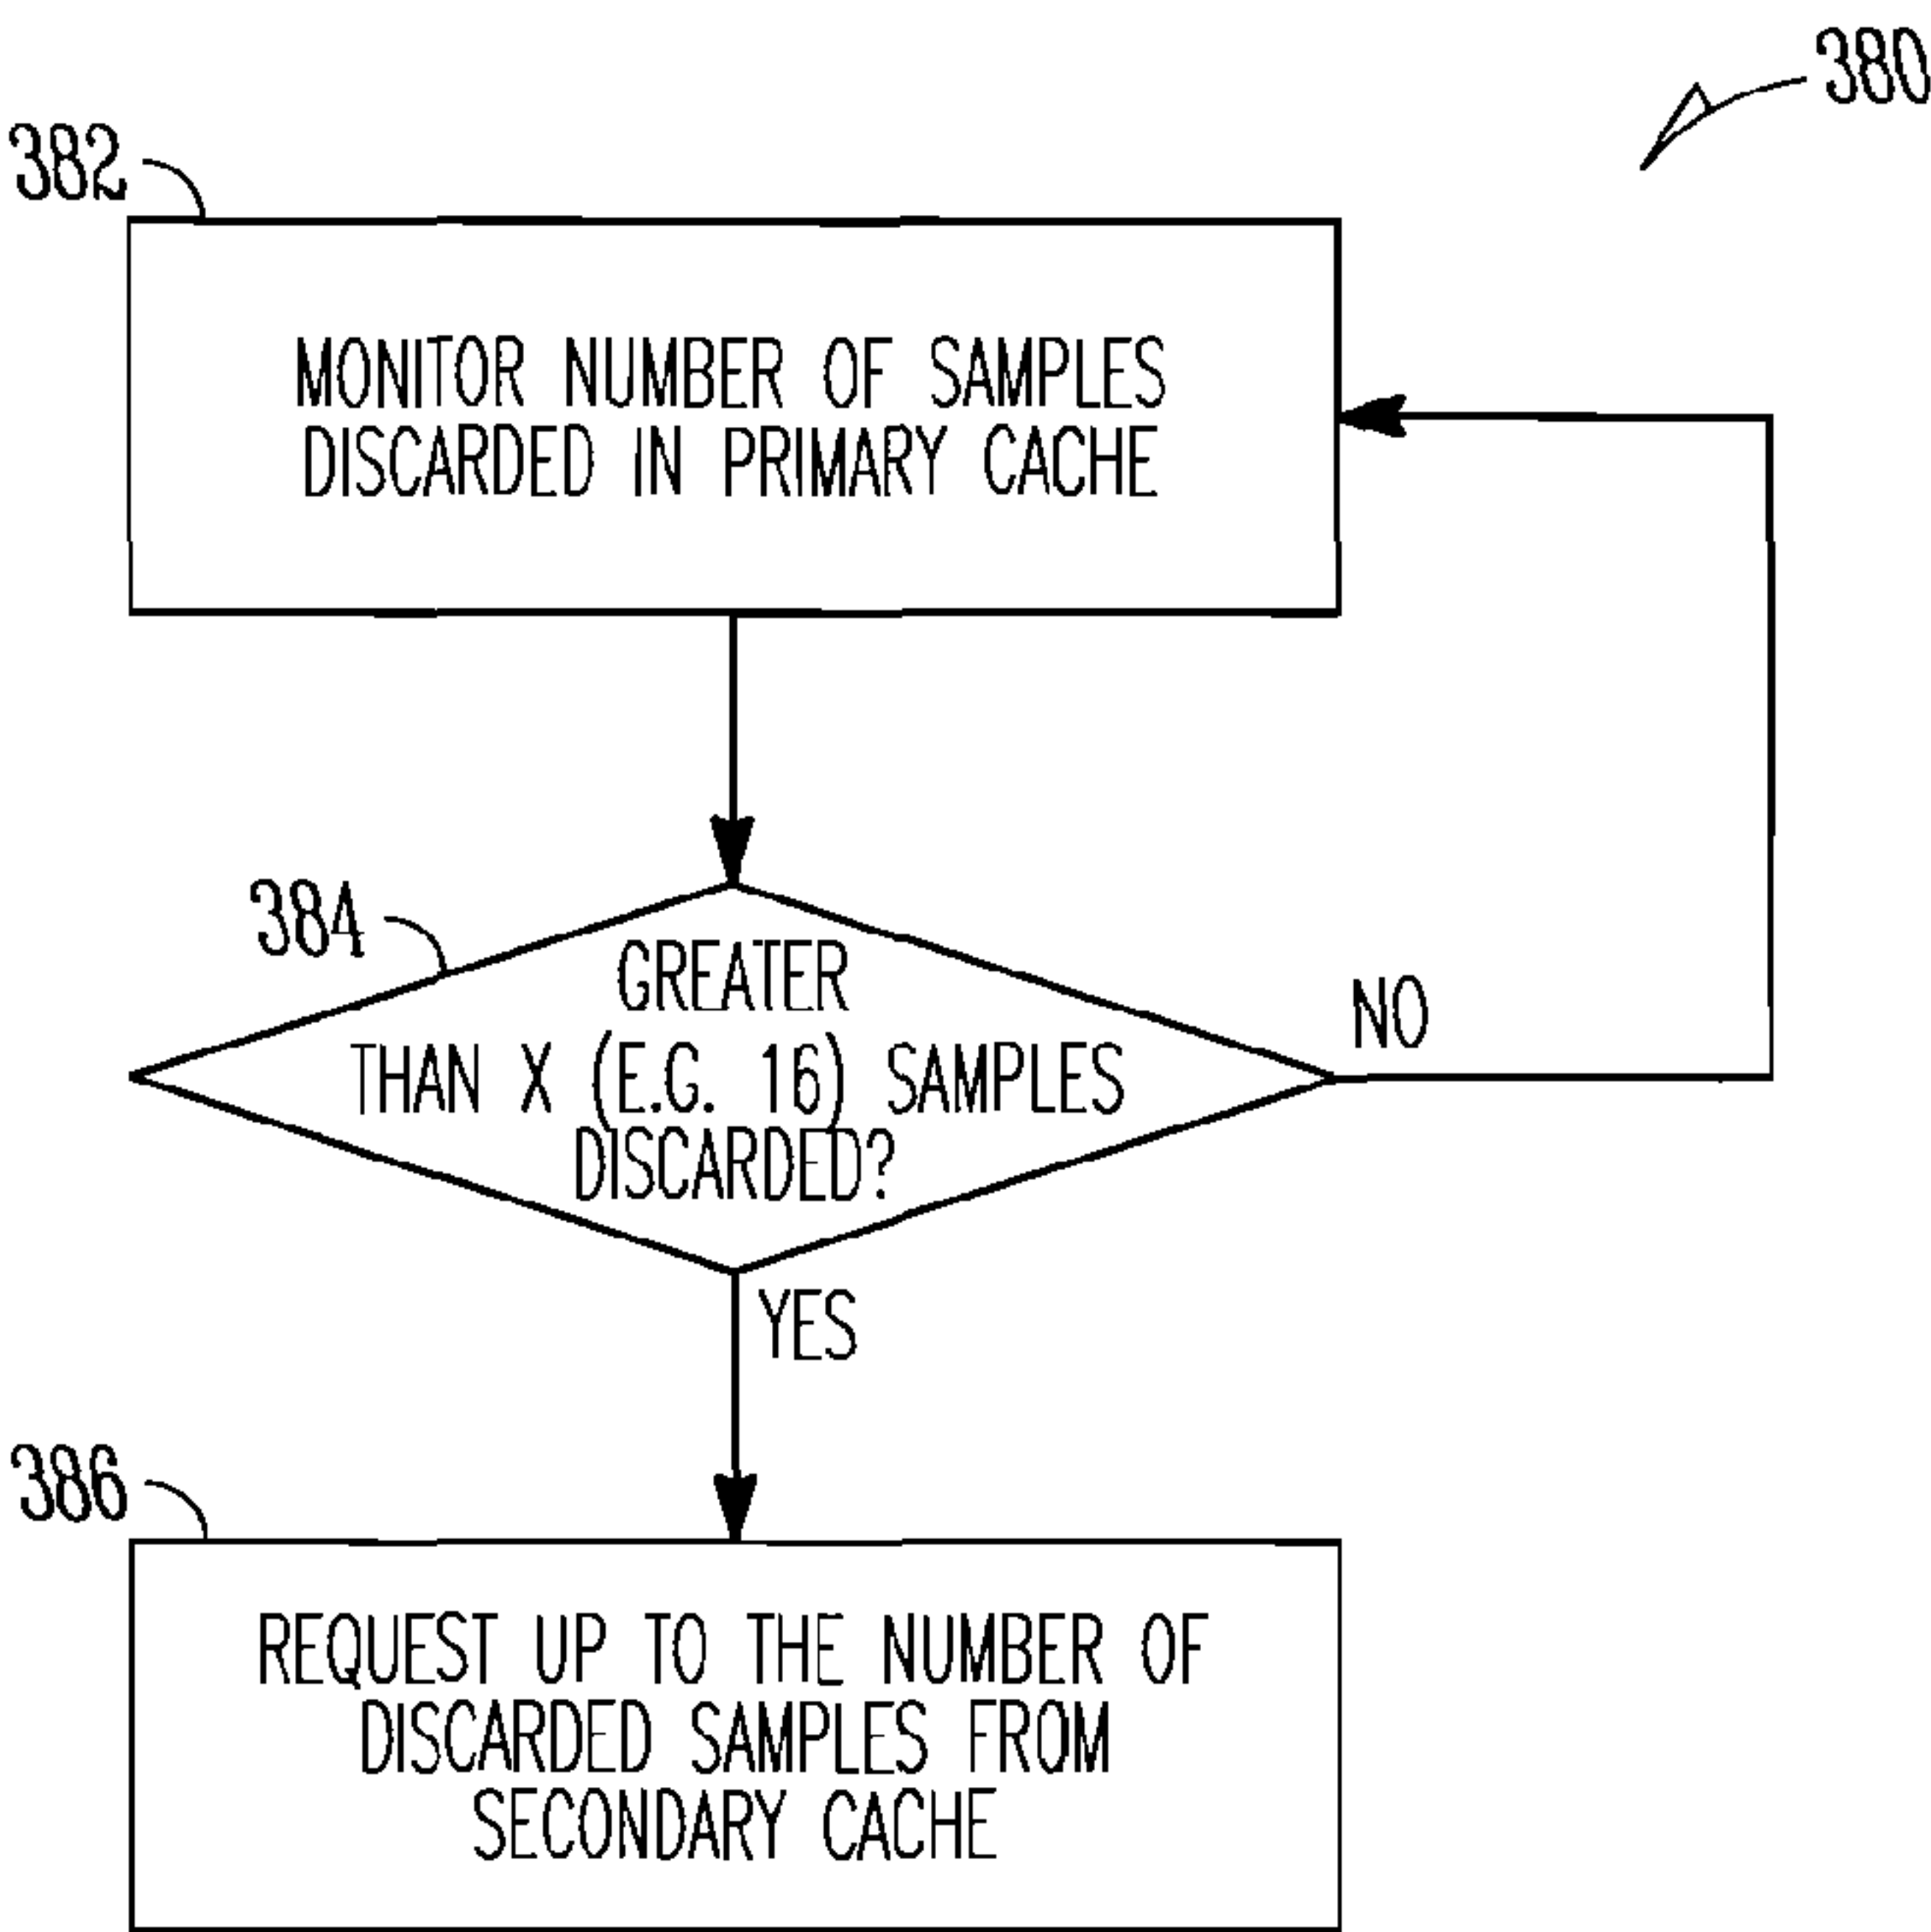 380
382
MONITOR NUMBER OF SAMPLES
DISCARDED IN PRIMARY CACHE
384
GREATER
THAN X (E.G. 16) SAMPLES
DISCARDED?
NO
YES
386
REQUEST UP TO THE NUMBER OF
DISCARDED SAMPLES FROM
SECONDARY CACHE